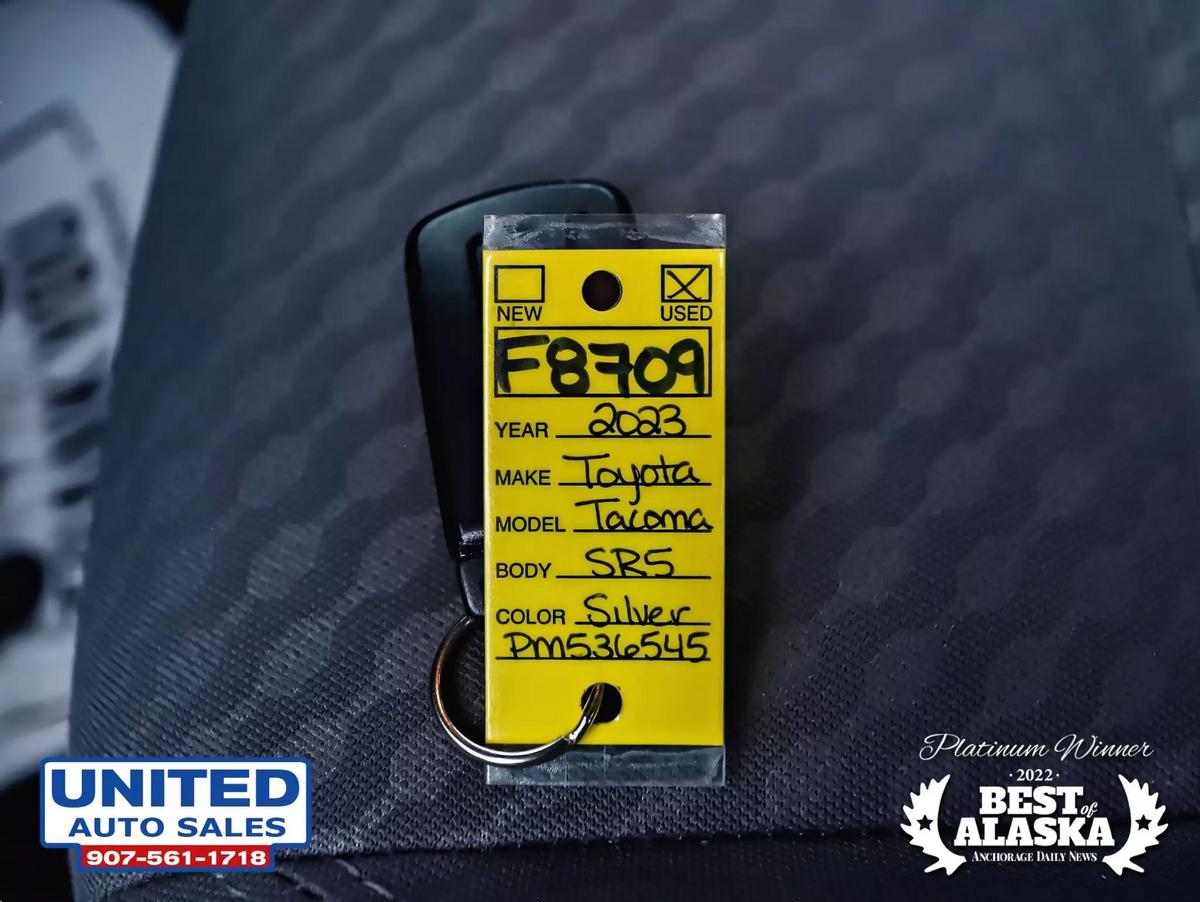 NEW USED
F8709
YEAR 2023
MAKE Toyota
MODEL Tacoma
BODY SR5
COLOR Silver
PM536545
UNITED
AUTO SALES
907-561-1718
Platinum Winner
· 2022 ·
BEST of
ALASKA
ANCHORAGE DAILY NEWS